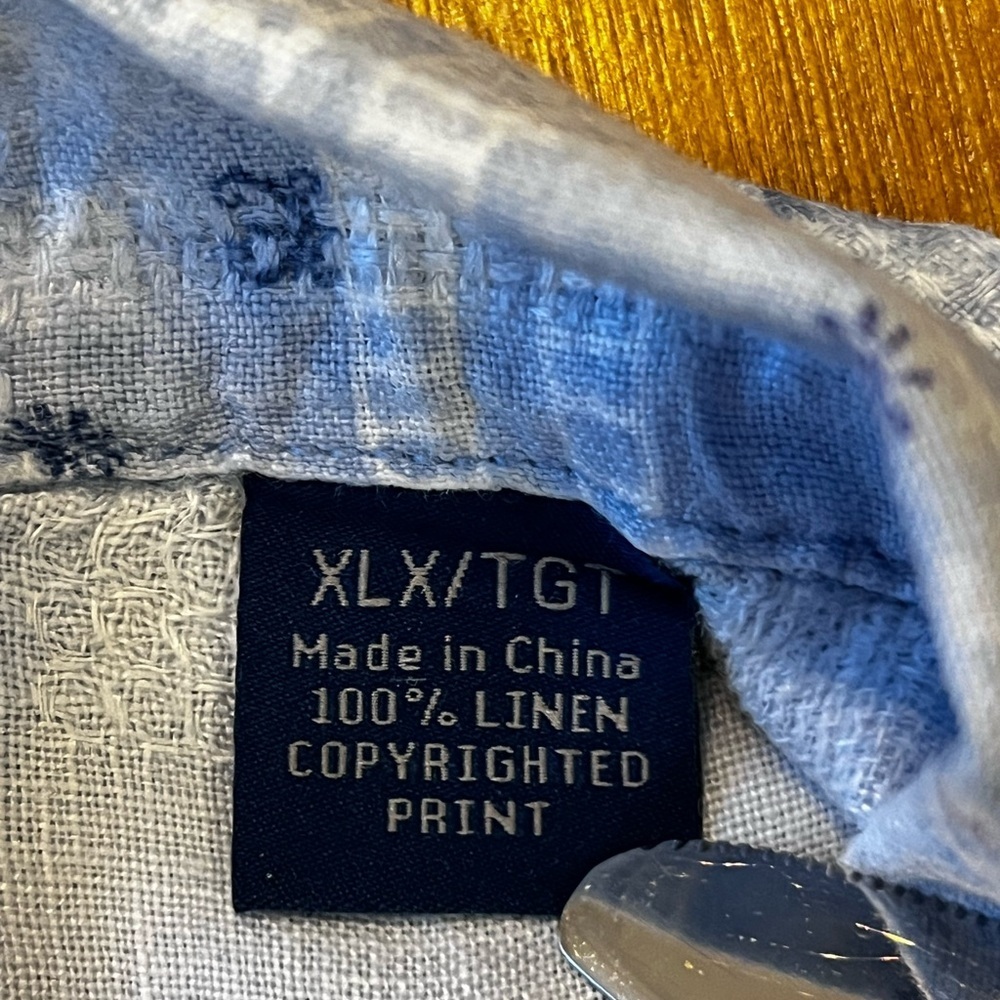 XLX/TGT
Made in China
100% LINEN
COPYRIGHTED
PRINT